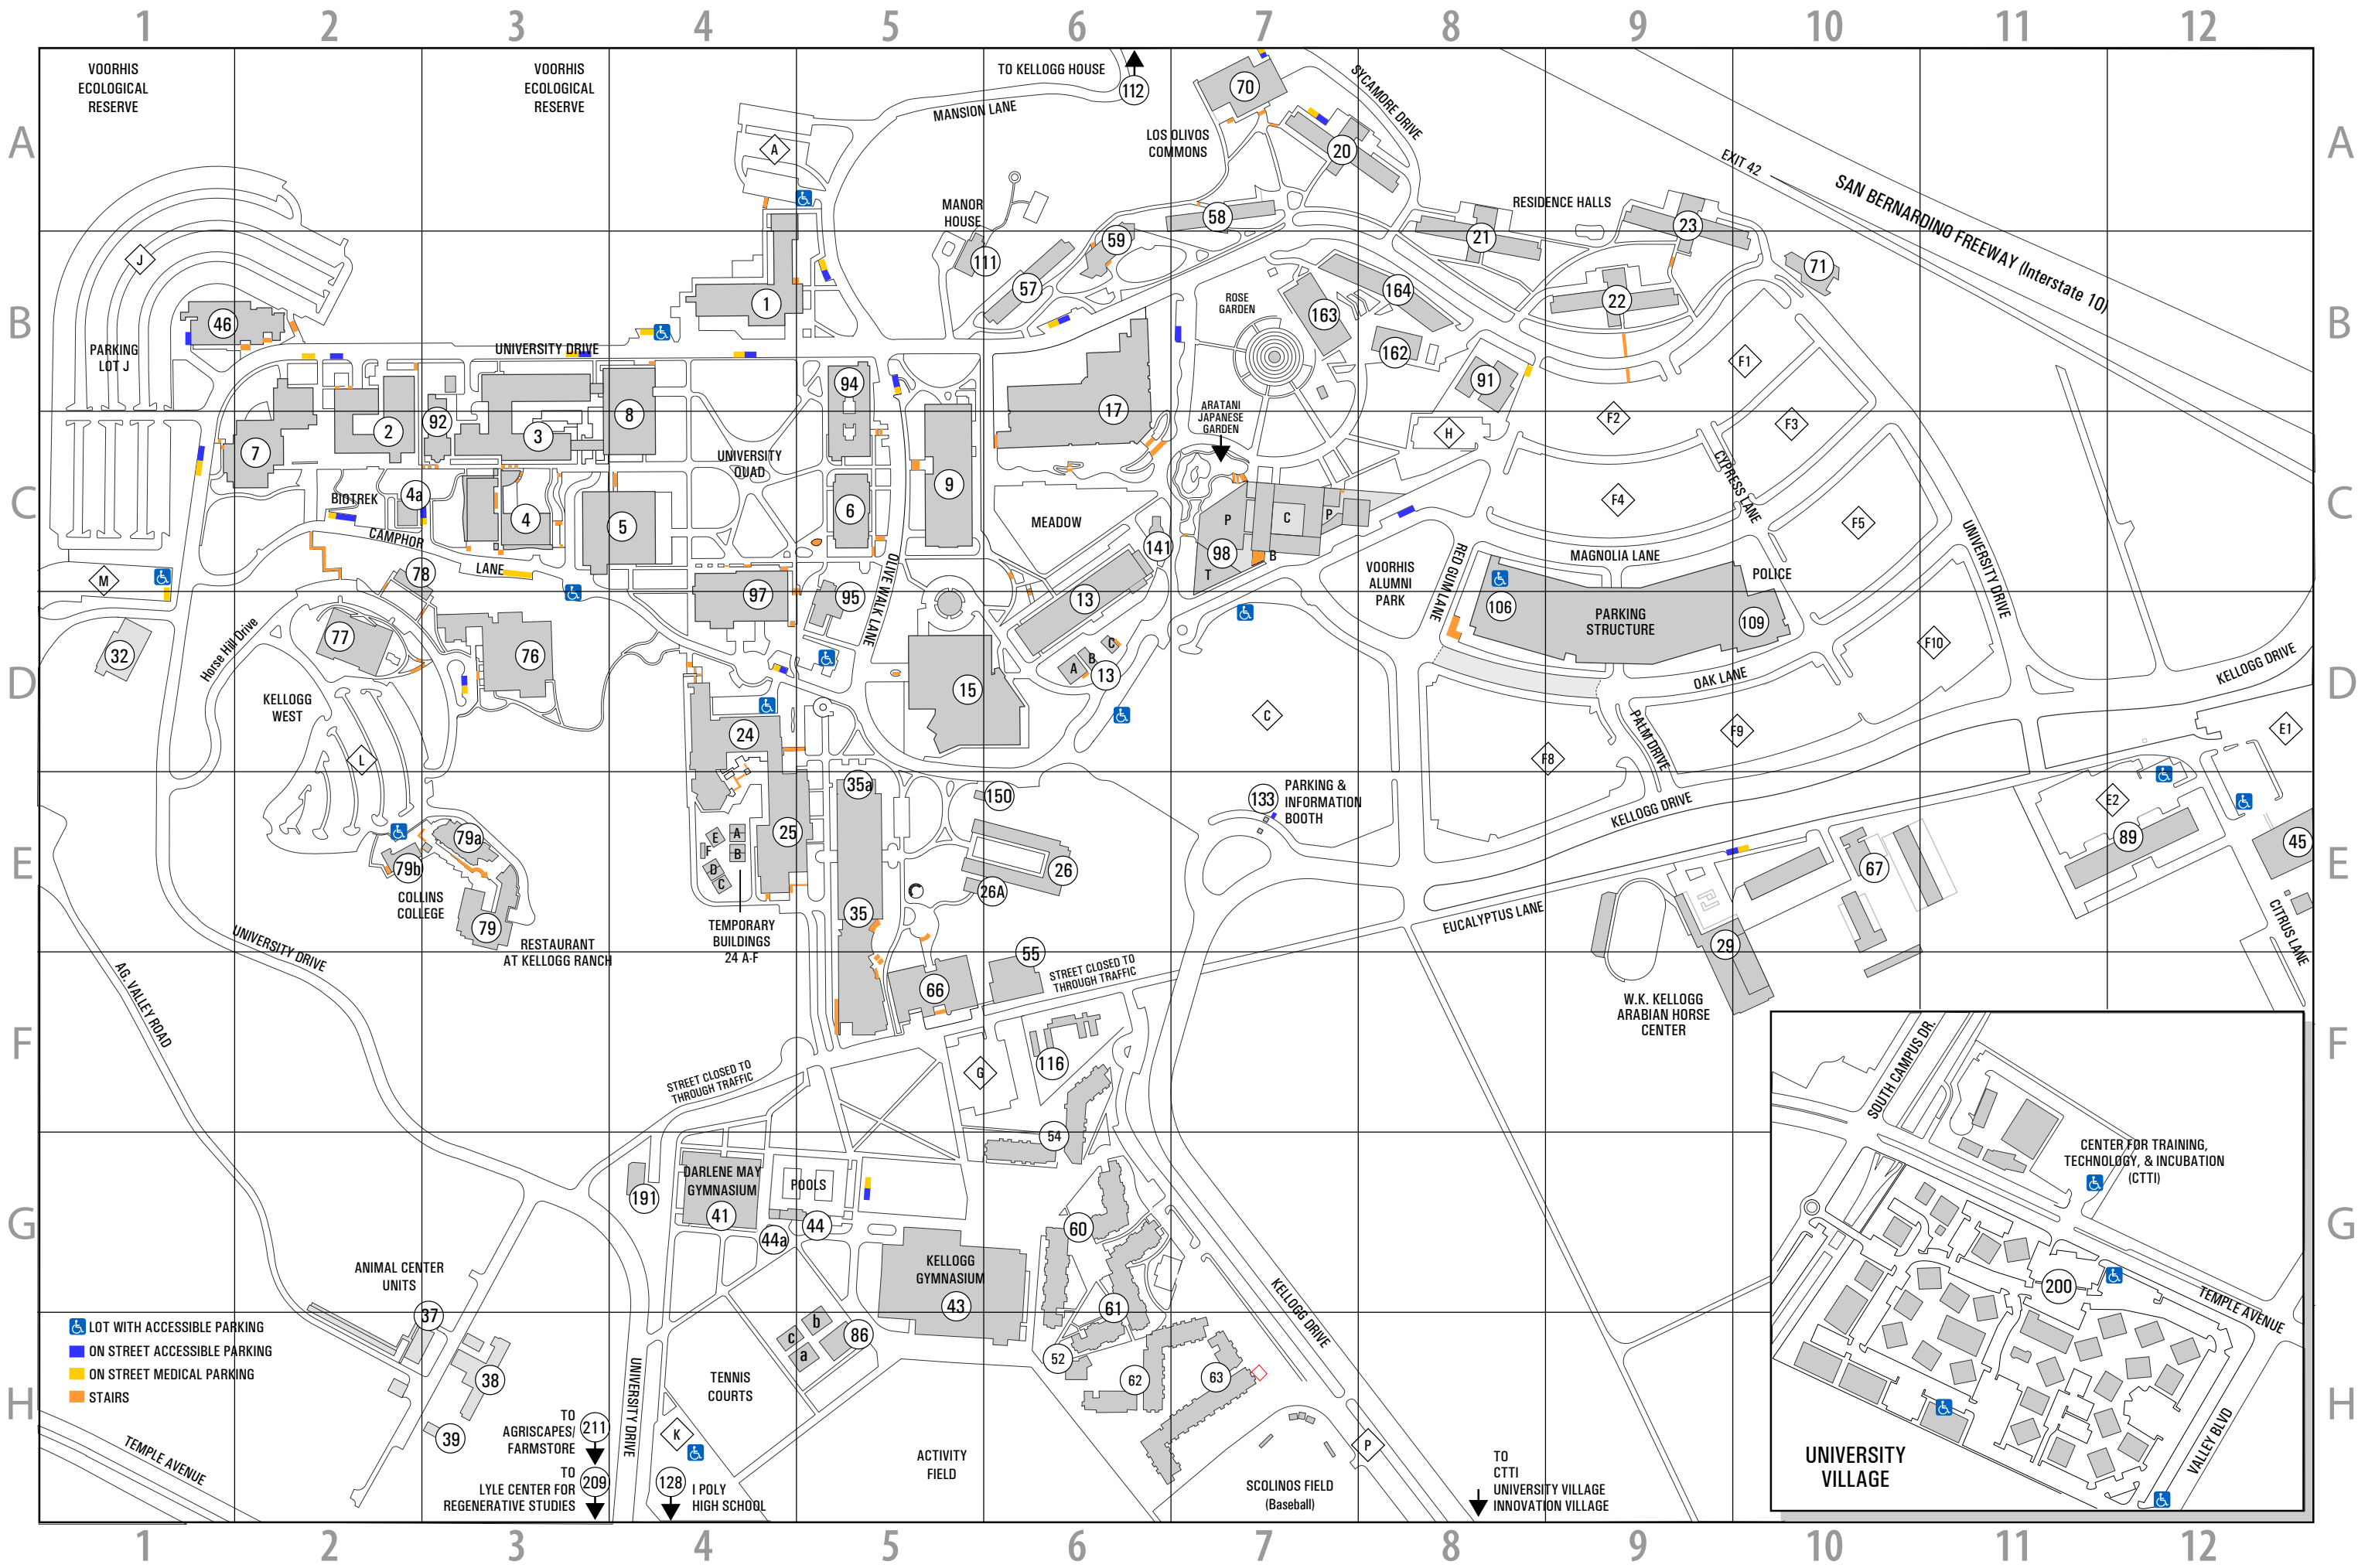 1 2 3 4 5 6 7 8 9 10 11 12
A
VOORHIS
ECOLOGICAL
RESERVE
VOORHIS
ECOLOGICAL
RESERVE
TO KELLOGG HOUSE
112
MANSION LANE
A
70
SYCAMORE DRIVE
LOS OLIVOS
COMMONS
20
EXIT 42
SAN BERNARDINO FREEWAY (Interstate 10)
A
MANOR
HOUSE
58
RESIDENCE HALLS
23
59
21
111
J
71
57
164
22
1
ROSE
GARDEN
163
B
46
B
PARKING
LOT J
UNIVERSITY DRIVE
162
F1
94
91
17
ARATANI
JAPANESE
GARDEN
8
92
2
3
7
H
F2
F3
UNIVERSITY
QUAD
CYPRESS LANE
9
BIOTREK
4a
C
4
5
6
MEADOW
P
C
P
F4
F5
C
CAMPHOR
LANE
141
98
B
T
MAGNOLIA LANE
UNIVERSITY DRIVE
OLIVE WALK LANE
RED GUM LANE
VOORHIS
ALUMNI
PARK
POLICE
M
78
97
95
13
106
PARKING
STRUCTURE
109
Horse Hill Drive
77
32
76
F10
A
B
C
13
D
KELLOGG
WEST
15
OAK LANE
KELLOGG DRIVE
D
C
24
PALM DRIVE
F9
E1
L
F8
35a
150
133
PARKING &
INFORMATION
BOOTH
KELLOGG DRIVE
E2
E
79a
79b
E
A
F
B
D
C
25
26
26A
67
89
45
E
COLLINS
COLLEGE
35
EUCALYPTUS LANE
CITRUS LANE
79
RESTAURANT
AT KELLOGG RANCH
TEMPORARY
BUILDINGS
24 A-F
29
UNIVERSITY DRIVE
55
STREET CLOSED TO
THROUGH TRAFFIC
AG. VALLEY ROAD
66
W.K. KELLOGG
ARABIAN HORSE
CENTER
F
116
F
STREET CLOSED TO
THROUGH TRAFFIC
G
SOUTH CAMPUS DR.
54
CENTER FOR TRAINING,
TECHNOLOGY, & INCUBATION
(CTTI)
DARLENE MAY
GYMNASIUM
POOLS
191
41
44
44a
60
G
G
ANIMAL CENTER
UNITS
KELLOGG
GYMNASIUM
43
200
TEMPLE AVENUE
KELLOGG DRIVE
61
37
LOT WITH ACCESSIBLE PARKING
ON STREET ACCESSIBLE PARKING
ON STREET MEDICAL PARKING
STAIRS
b
c
a
86
52
62
63
38
H
UNIVERSITY DRIVE
TENNIS
COURTS
H
39
TO
AGRISCAPES/
FARMSTORE
211
K
P
VALLEY BLVD
TEMPLE AVENUE
TO
LYLE CENTER FOR
REGENERATIVE STUDIES
209
128
I POLY
HIGH SCHOOL
ACTIVITY
FIELD
SCOLINOS FIELD
(Baseball)
TO
CTTI
UNIVERSITY VILLAGE
INNOVATION VILLAGE
UNIVERSITY
VILLAGE
1 2 3 4 5 6 7 8 9 10 11 12